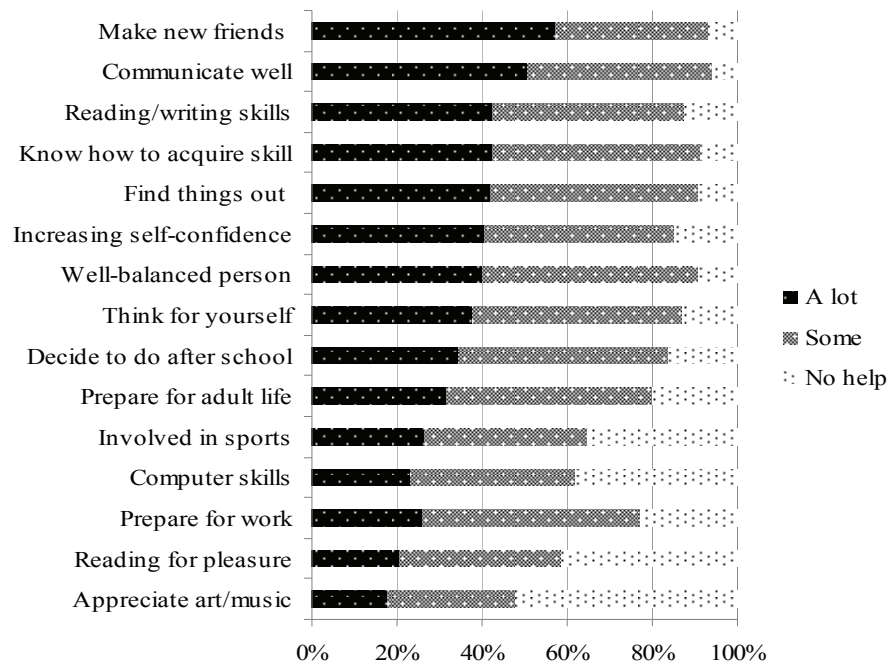 Make new friends
Communicate well
Reading/writing skills
Know how to acquire skill
Find things out
Increasing self-confidence
Well-balanced person
Think for yourself
Decide to do after school
Prepare for adult life
Involved in sports
Computer skills
Prepare for work
Reading for pleasure
Appreciate art/music
0% 20% 40% 60% 80% 100%
A lot
Some
No help